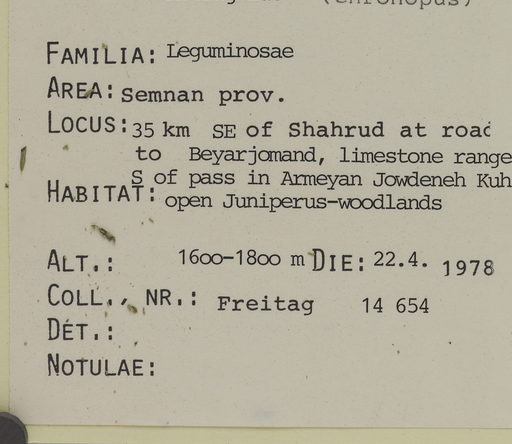 (Chronopus)
FAMILIA: Leguminosae
AREA: Semnan prov.
LOCUS: 35 km SE of Shahrud at road
to Beyarjomand, limestone range
S of pass in Armeyan Jowdeneh Kuh
HABITAT: open Juniperus-woodlands
ALT.: 1600-1800 m DIE: 22.4. 1978
COLL., NR.: Freitag 14 654
DÉT.:
NOTULAE: